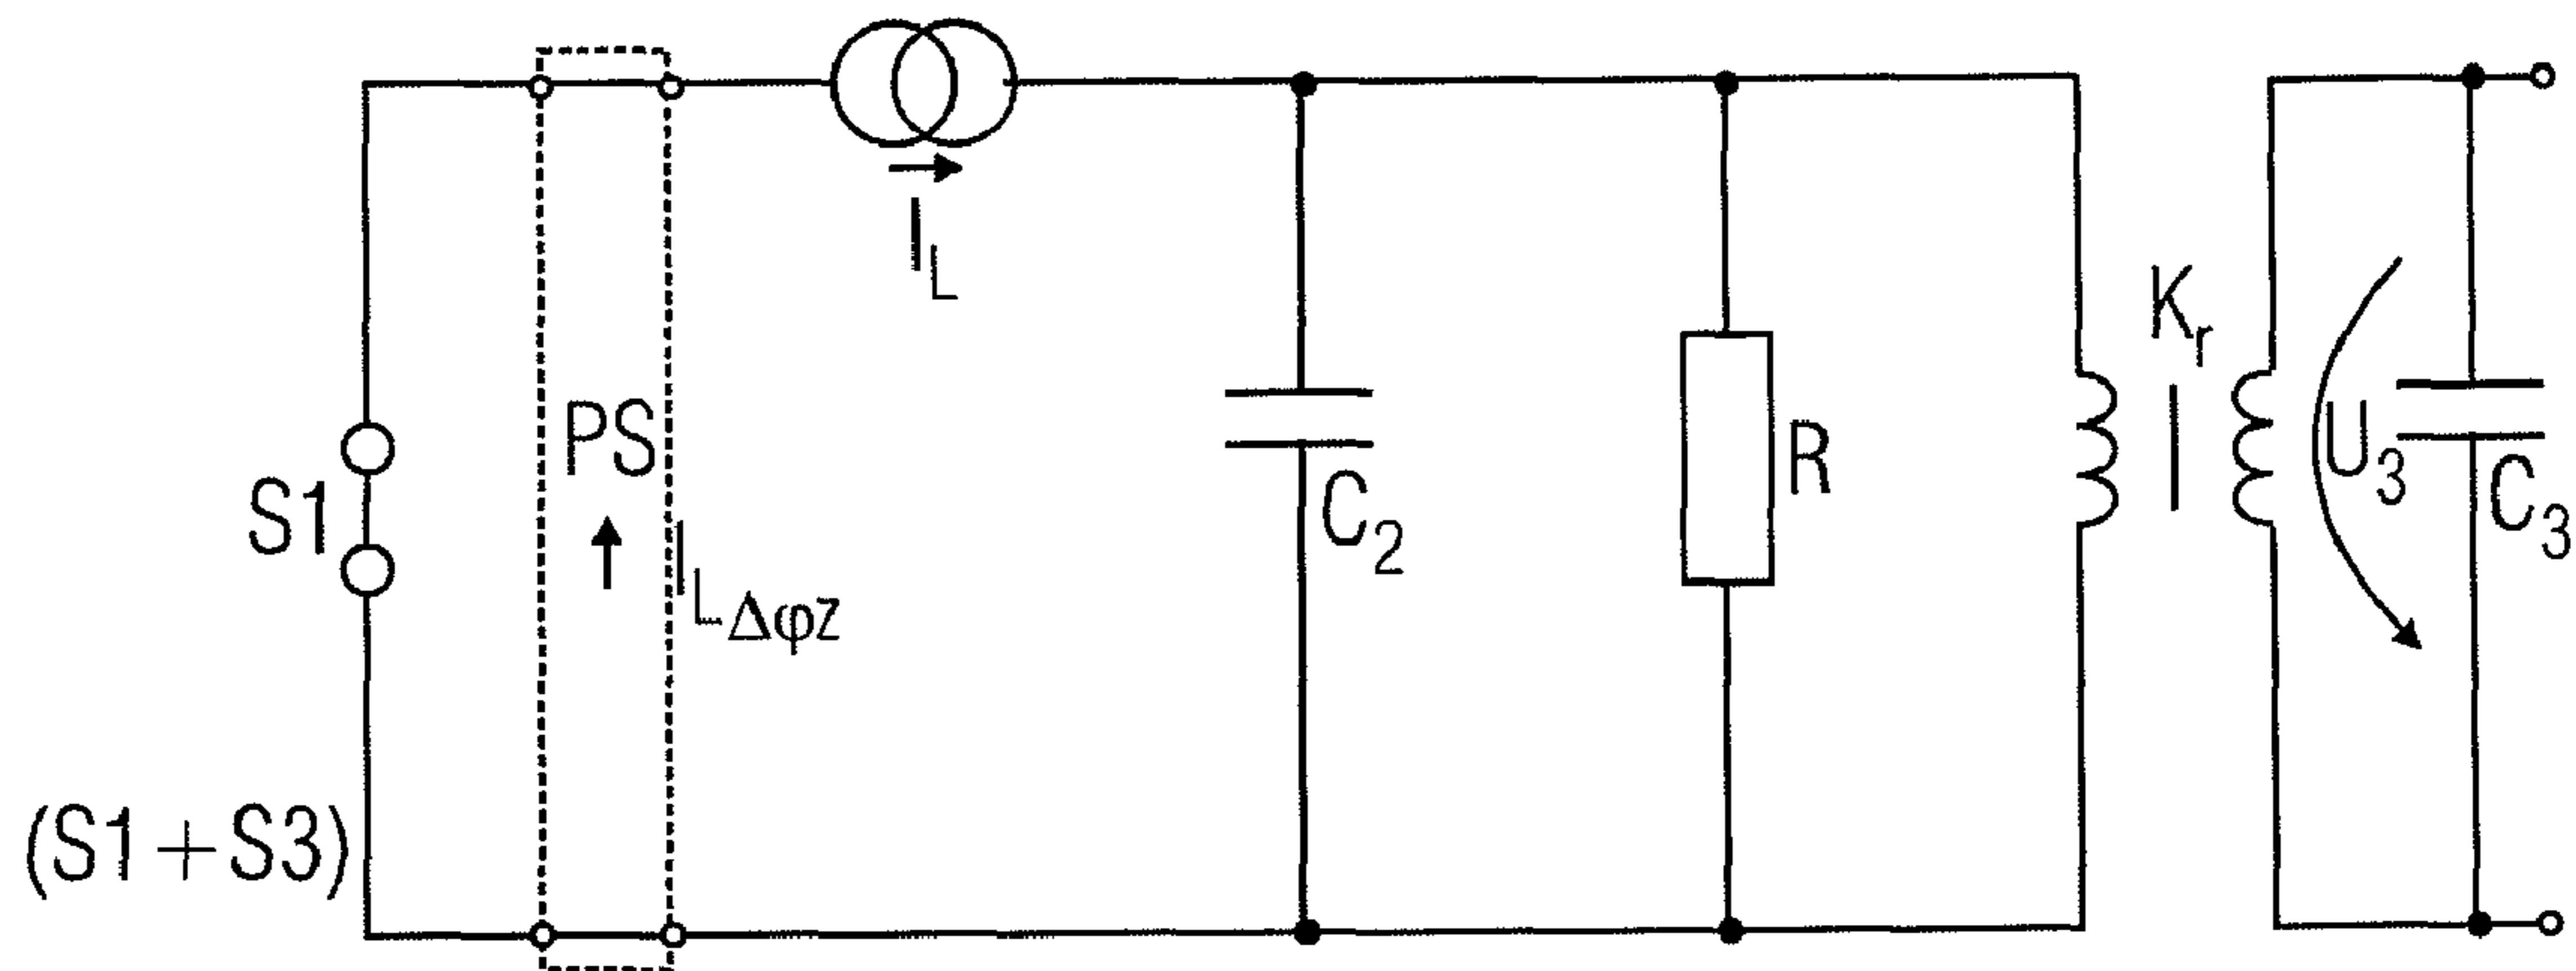 I_L
K_r
PS
S1
I_LΔφZ
C_2
R
U_3
C_3
(S1+S3)